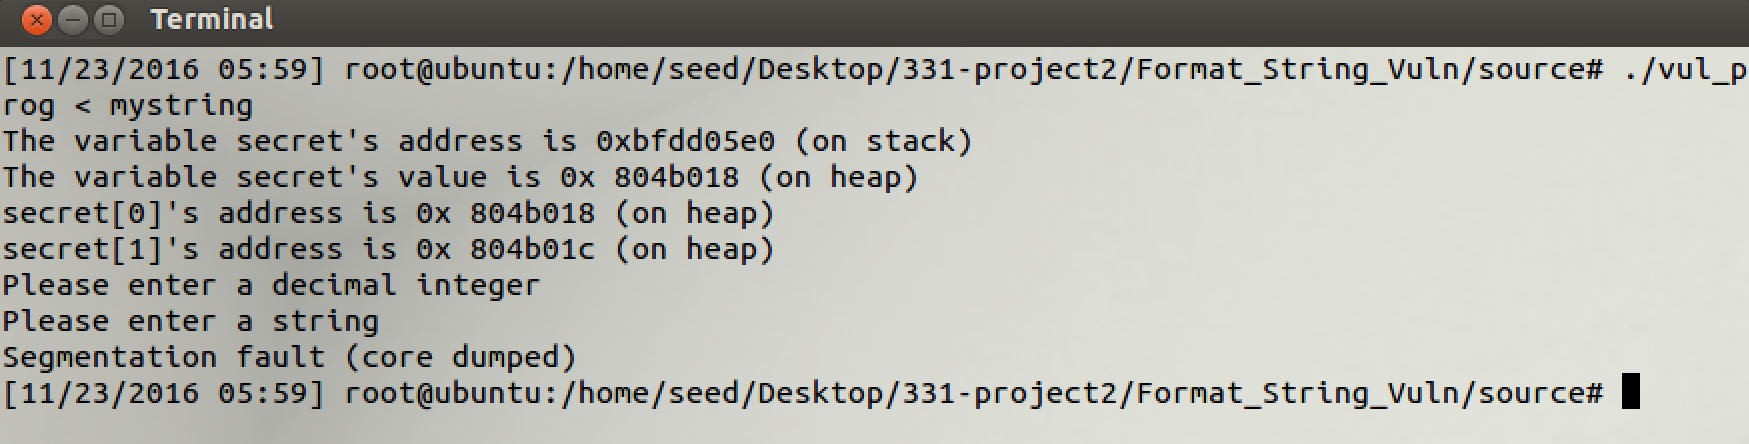 Terminal
[11/23/2016 05:59] root@ubuntu:/home/seed/Desktop/331-project2/Format_String_Vuln/source# ./vul_p
rog < mystring
The variable secret's address is 0xbfdd05e0 (on stack)
The variable secret's value is 0x 804b018 (on heap)
secret[0]'s address is 0x 804b018 (on heap)
secret[1]'s address is 0x 804b01c (on heap)
Please enter a decimal integer
Please enter a string
Segmentation fault (core dumped)
[11/23/2016 05:59] root@ubuntu:/home/seed/Desktop/331-project2/Format_String_Vuln/source#